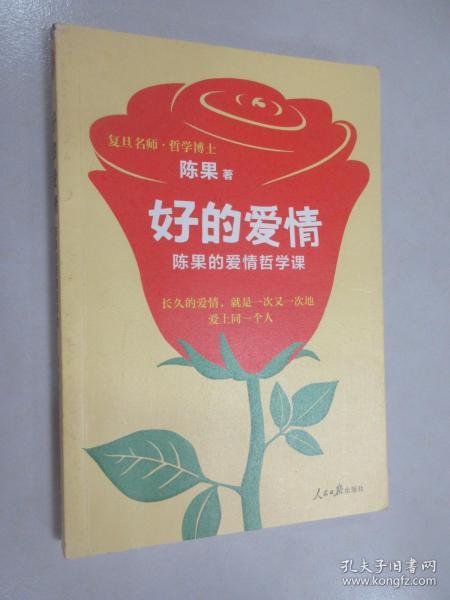 复旦名师·哲学博士
陈果 著
好的爱情
陈果的爱情哲学课
长久的爱情，就是一次又一次地
爱上同一个人
人民日报出版社
孔夫子旧书网
www.kongfz.com